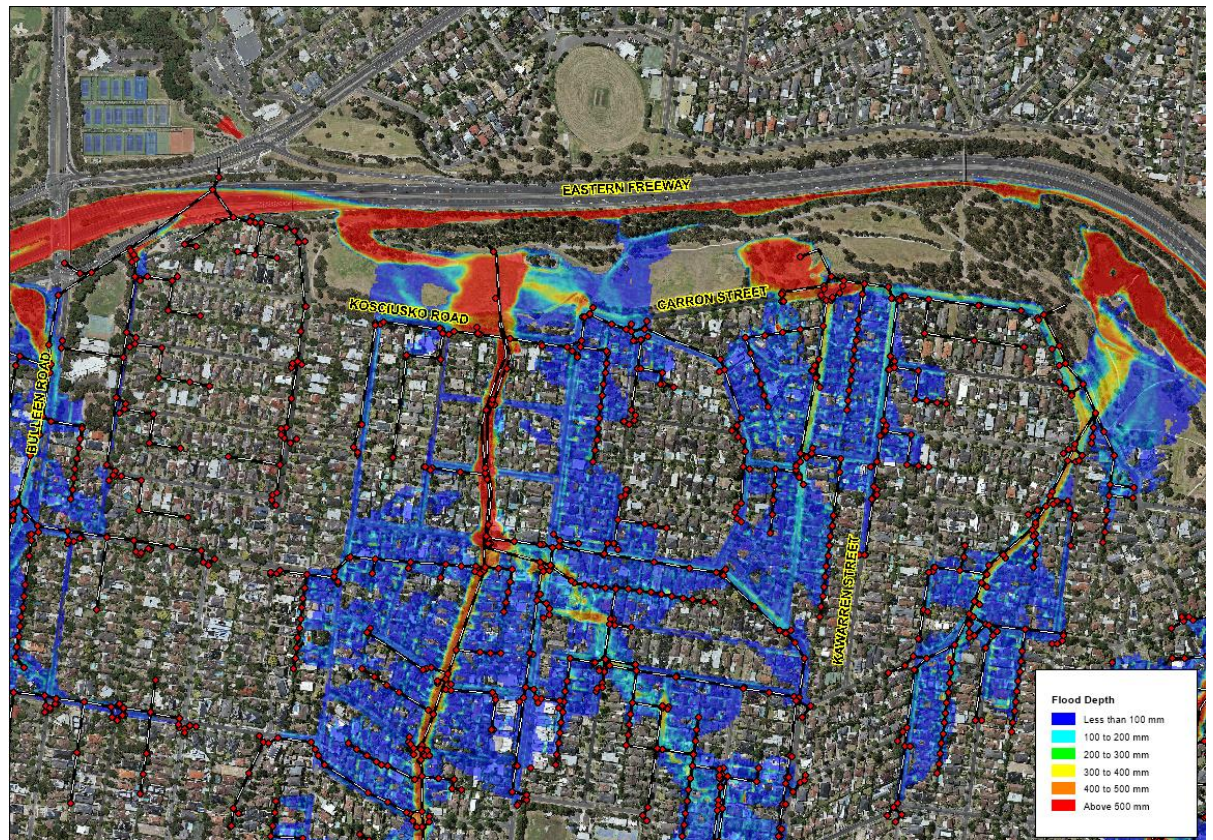 EASTERN FREEWAY
CARRON STREET
KOSCIUSKO ROAD
BULLEEN ROAD
KAWARREN STREET
Flood Depth
Less than 100 mm
100 to 200 mm
200 to 300 mm
300 to 400 mm
400 to 500 mm
Above 500 mm